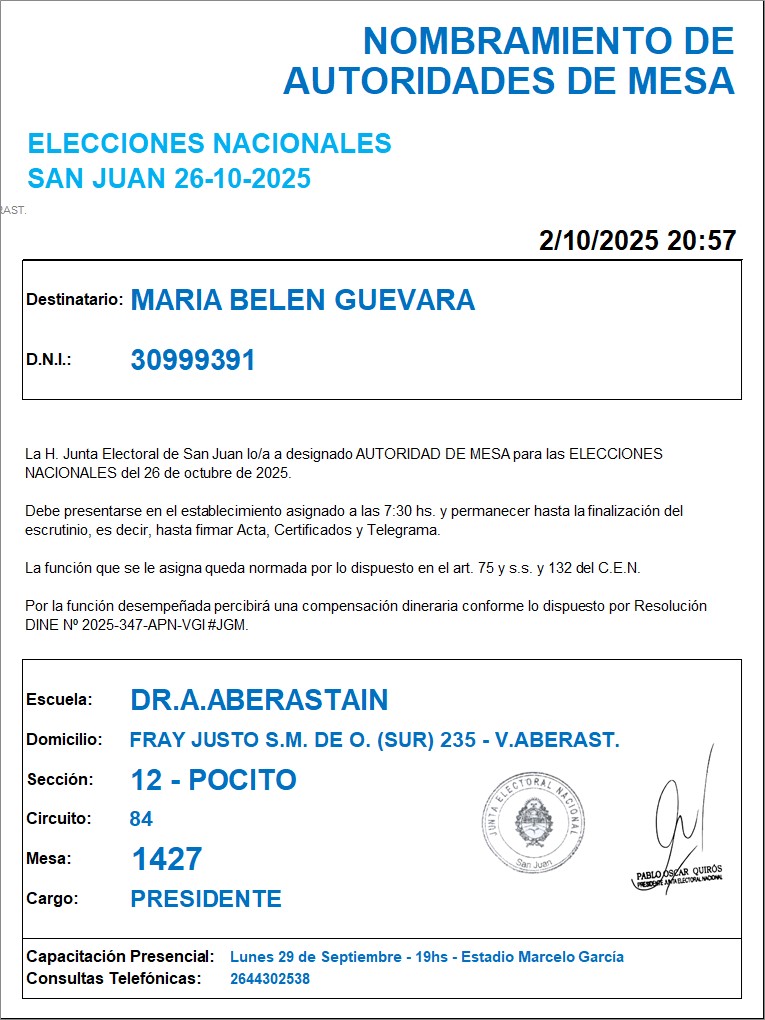 NOMBRAMIENTO DE
AUTORIDADES DE MESA
ELECCIONES NACIONALES
SAN JUAN 26-10-2025
RAST.
2/10/2025 20:57
Destinatario: MARIA BELEN GUEVARA
D.N.I.: 30999391
La H. Junta Electoral de San Juan lo/a a designado AUTORIDAD DE MESA para las ELECCIONES
NACIONALES del 26 de octubre de 2025.
Debe presentarse en el establecimiento asignado a las 7:30 hs. y permanecer hasta la finalización del
escrutinio, es decir, hasta firmar Acta, Certificados y Telegrama.
La función que se le asigna queda normada por lo dispuesto en el art. 75 y s.s. y 132 del C.E.N.
Por la función desempeñada percibirá una compensación dineraria conforme lo dispuesto por Resolución
DINE Nº 2025-347-APN-VGI#JGM.
Escuela: DR.A.ABERASTAIN
Domicilio: FRAY JUSTO S.M. DE O. (SUR) 235 - V.ABERAST.
Sección: 12 - POCITO
Circuito: 84
Mesa: 1427
Cargo: PRESIDENTE
JUNTA ELECTORAL NACIONAL
San Juan
PABLO OSCAR QUIRÓS
PRESIDENTE JUNTA ELECTORAL NACIONAL
Capacitación Presencial: Lunes 29 de Septiembre - 19hs - Estadio Marcelo García
Consultas Telefónicas: 2644302538